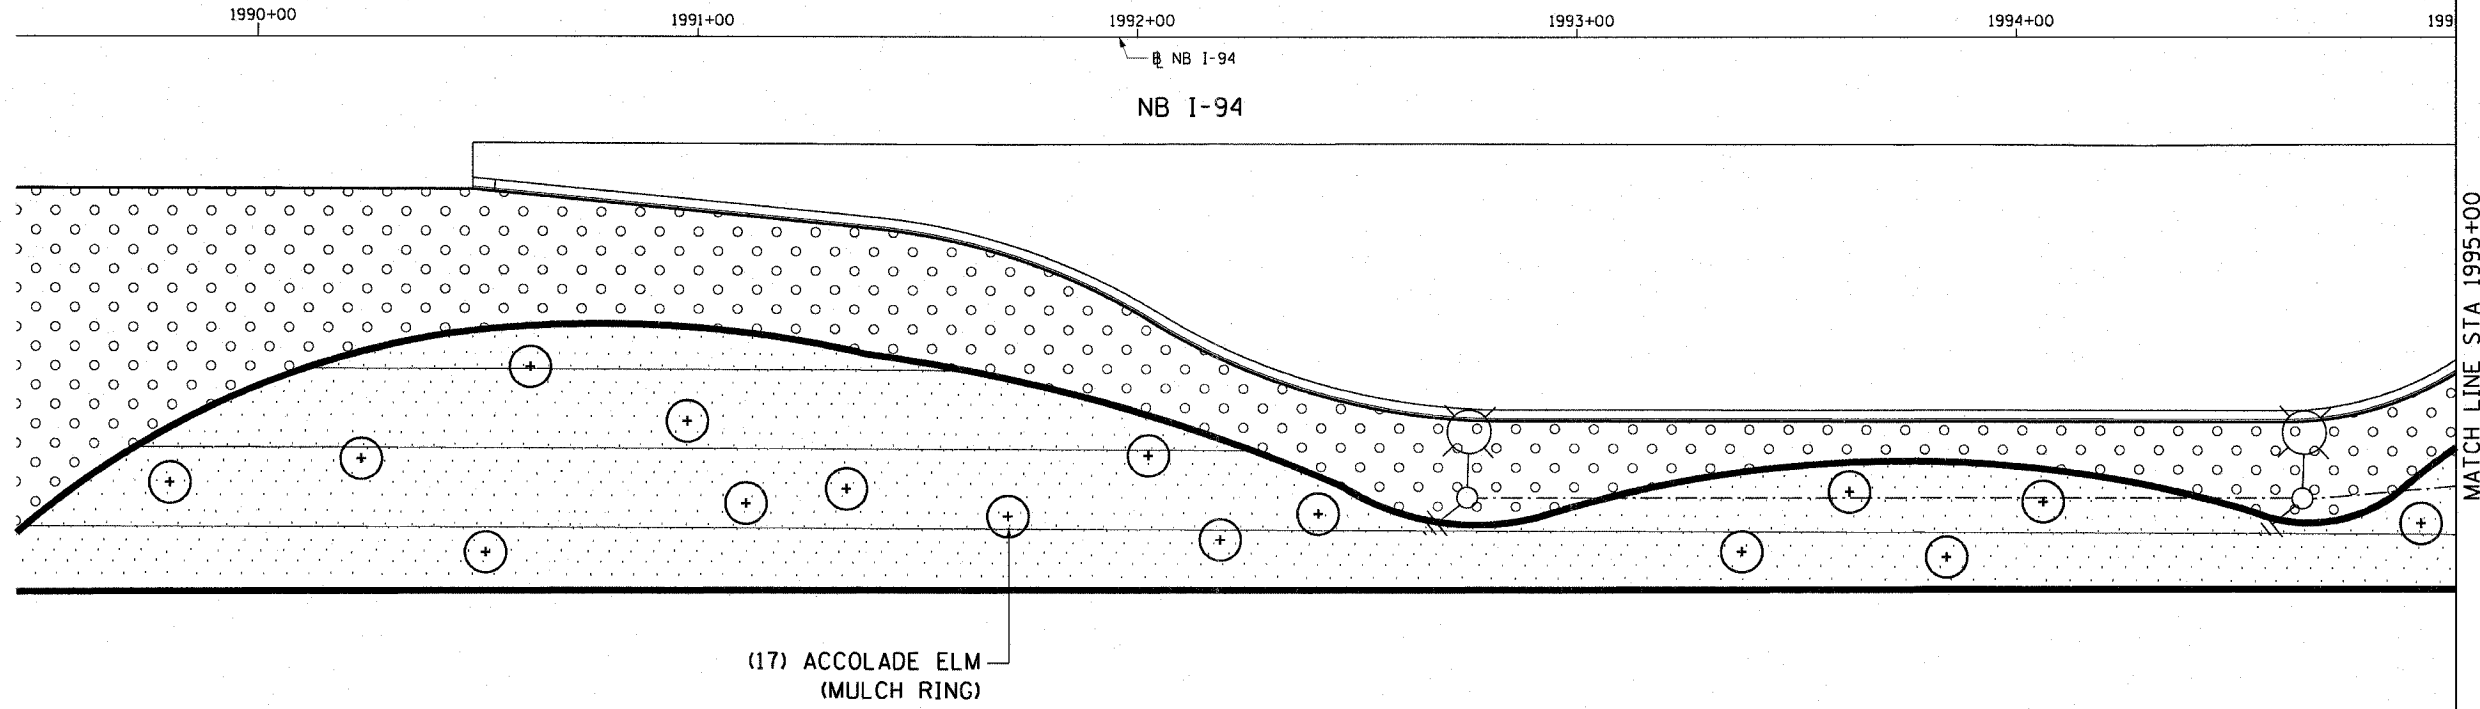 1990+00
1991+00
1992+00
1993+00
1994+00
199
NB I-94
NB I-94
MATCH LINE STA 1995+00
(17) ACCOLADE ELM
(MULCH RING)